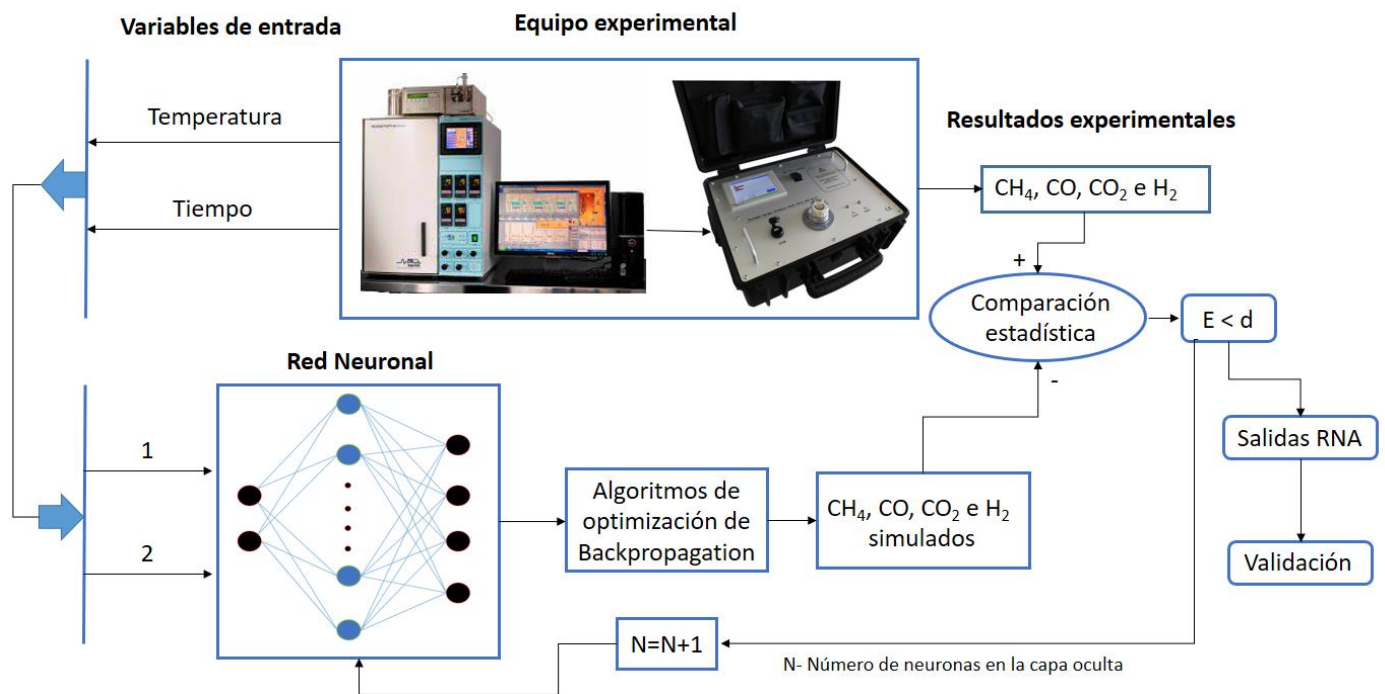 Variables de entrada
Equipo experimental
Temperatura
Tiempo
Resultados experimentales
CH₄, CO, CO₂ e H₂
+
Comparación
estadística
E < d
-
Red Neuronal
1
2
Algoritmos de
optimización de
Backpropagation
CH₄, CO, CO₂ e H₂
simulados
Salidas RNA
Validación
N=N+1
N- Número de neuronas en la capa oculta